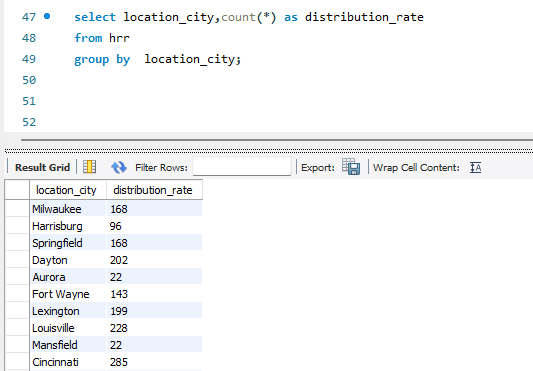 47 select location_city,count(*) as distribution_rate
48 from hrr
49 group by location_city;
50
51
52
Result Grid Filter Rows: Export: Wrap Cell Content:
location_city distribution_rate
Milwaukee 168
Harrisburg 96
Springfield 168
Dayton 202
Aurora 22
Fort Wayne 143
Lexington 199
Louisville 228
Mansfield 22
Cincinnati 285